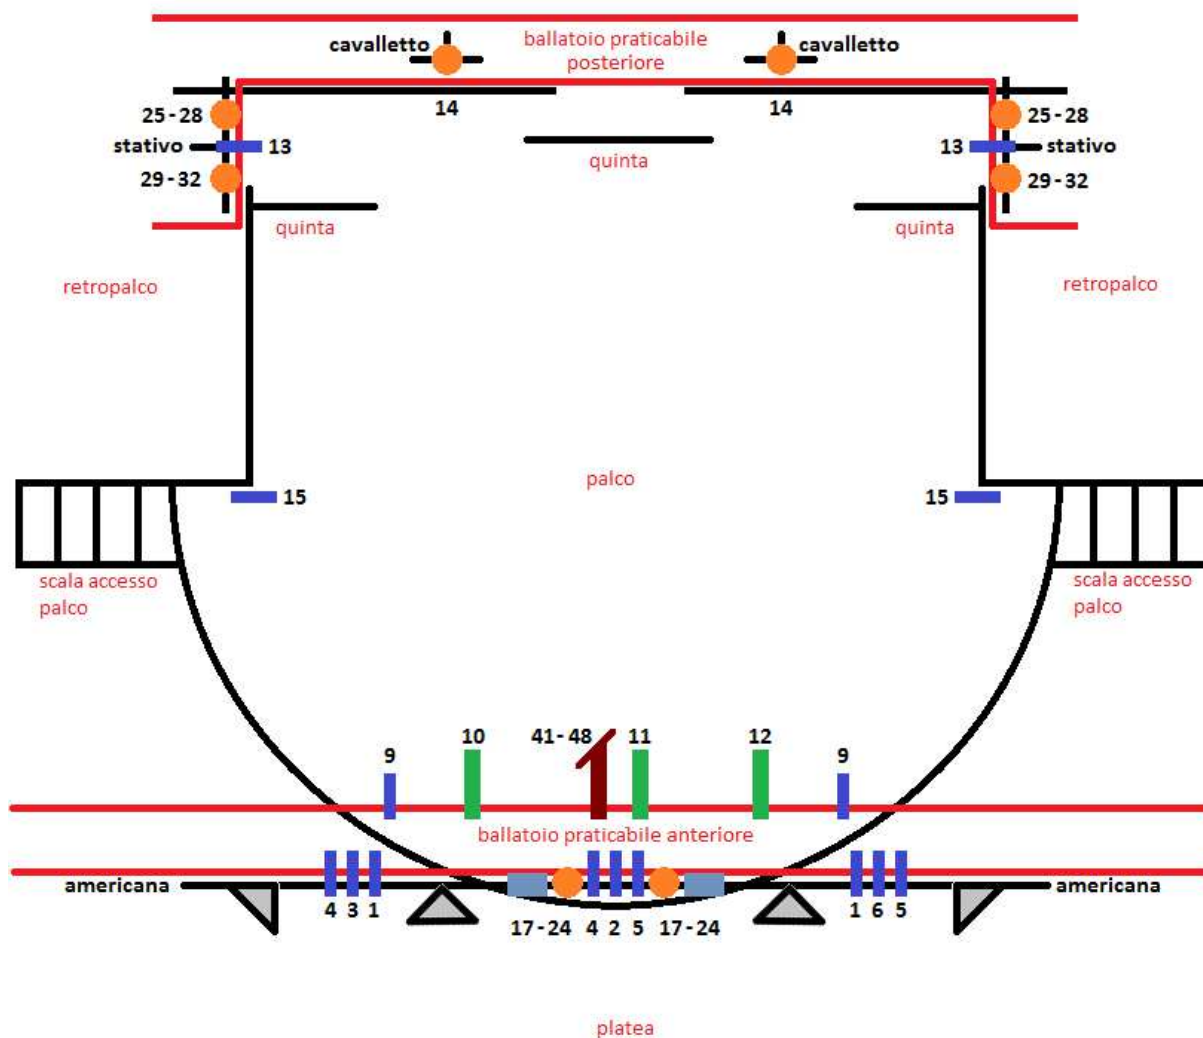 ballatoio praticabile
posteriore
cavalletto
cavalletto
14
14
25 - 28
25 - 28
stativo
13
13
stativo
29 - 32
29 - 32
quinta
quinta
quinta
retropalco
retropalco
palco
15
15
scala accesso
palco
scala accesso
palco
9
10
41 - 48
11
12
9
ballatoio praticabile anteriore
americana
americana
4 3 1
17 - 24 4 2 5 17 - 24
1 6 5
platea